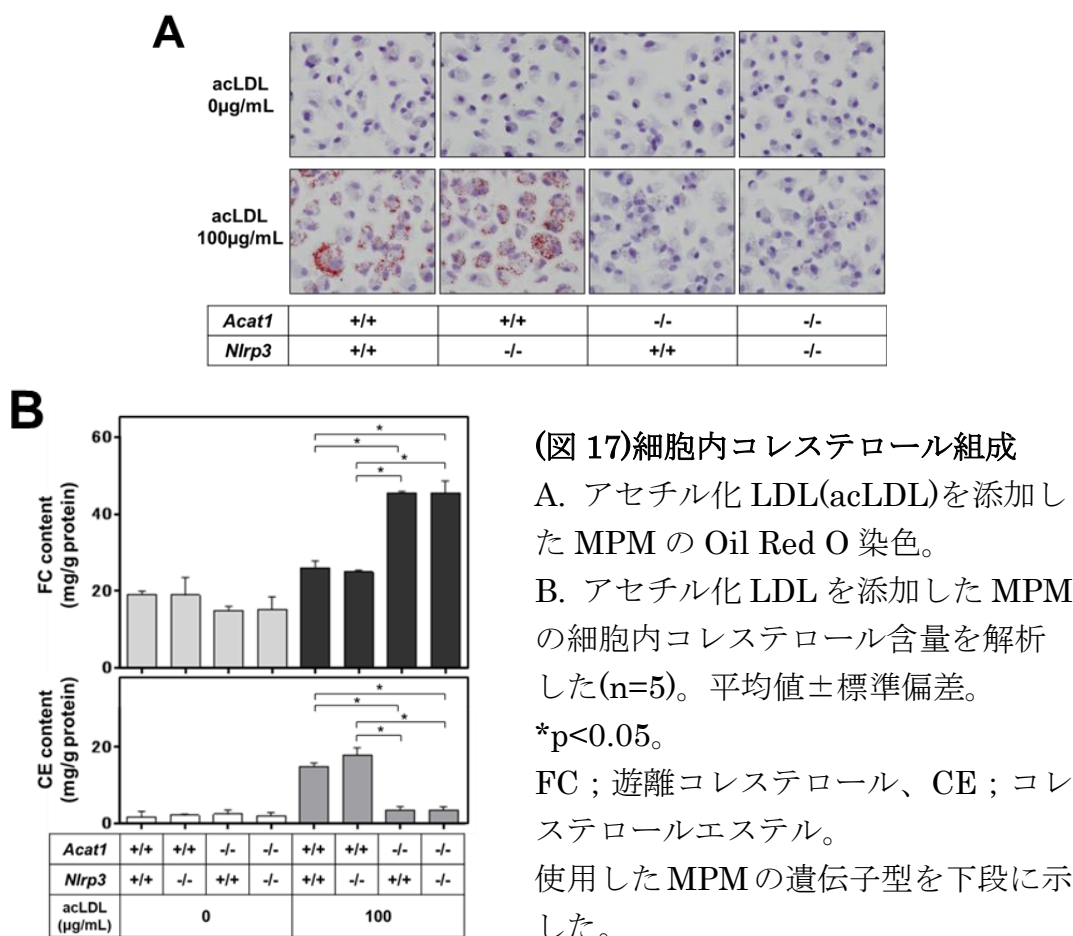 A
acLDL
0µg/mL
acLDL
100µg/mL
Acat1 +/+ +/+ -/- -/-
Nlrp3 +/+ -/- +/+ -/-
B
FC content
(mg/g protein)
60
40
20
0
* * * *
CE content
(mg/g protein)
20
0
* * * *
Acat1 +/+ +/+ -/- -/- +/+ +/+ -/- -/-
Nlrp3 +/+ -/- +/+ -/- +/+ -/- +/+ -/-
acLDL
(µg/mL) 0 100
(図 17)細胞内コレステロール組成
A. アセチル化 LDL(acLDL)を添加し
た MPM の Oil Red O 染色。
B. アセチル化 LDL を添加した MPM
の細胞内コレステロール含量を解析
した(n=5)。平均値±標準偏差。
*p<0.05。
FC；遊離コレステロール、CE；コレ
ステロールエステル。
使用した MPM の遺伝子型を下段に示
した。